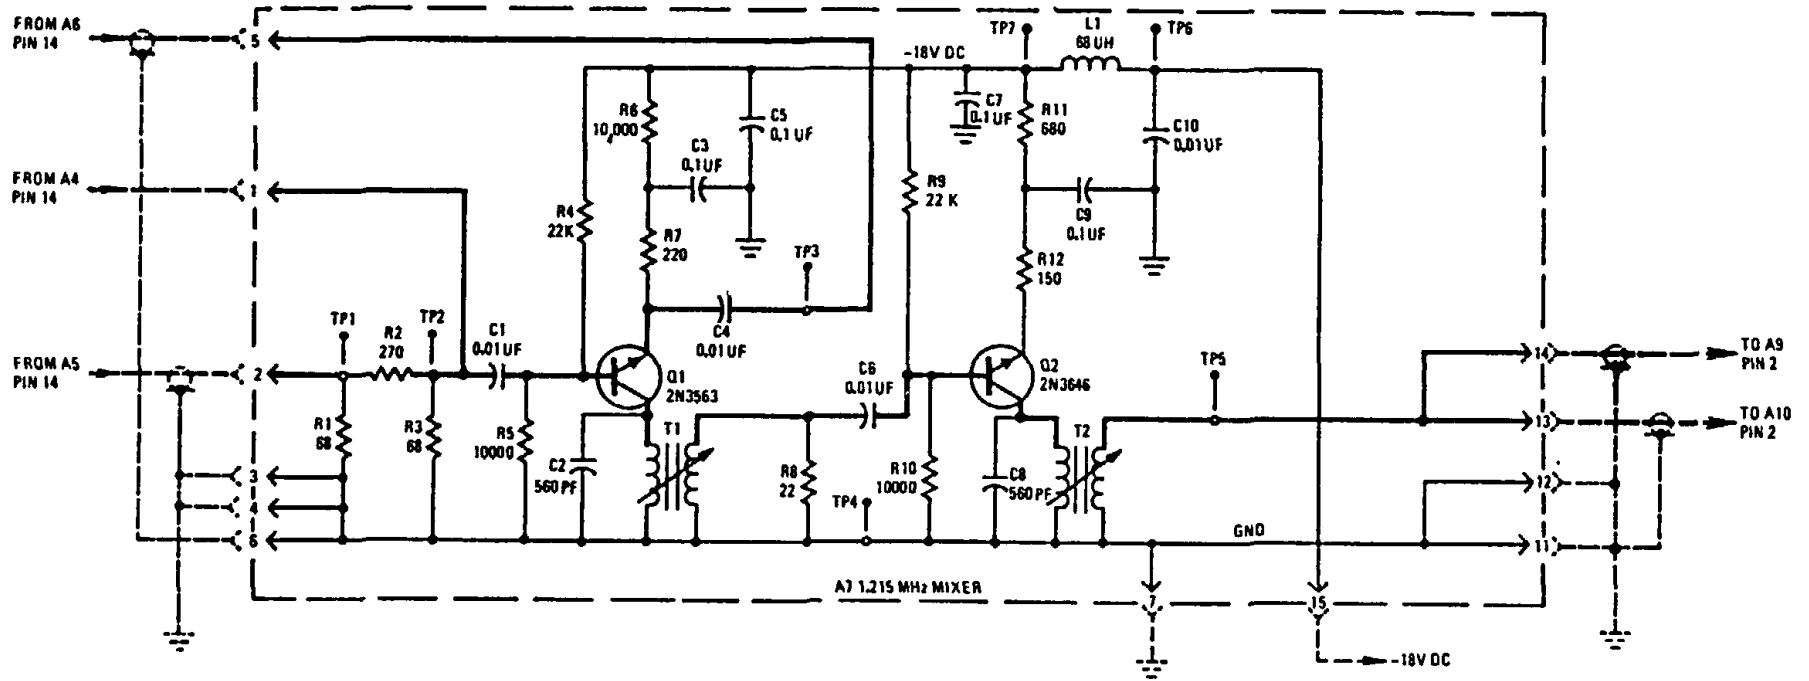 FROM A6
PIN 14
5
TP7
L1
68 UH
TP6
-18V DC
R6
10,000
C5
0.1 UF
C7
0.1UF
R11
680
C10
0.01UF
C3
0.1UF
FROM A4
PIN 14
1
R4
22K
R7
220
R9
22 K
C9
0.1UF
TP3
R12
150
TP1
R2
270
TP2
C1
0.01UF
C4
0.01UF
FROM A5
PIN 14
2
Q1
2N3563
C6
0.01UF
Q2
2N3646
TP5
14
TO A9
PIN 2
R1
68
R3
68
R5
10000
T1
T2
13
TO A10
PIN 2
C2
560 PF
R8
22
R10
10000
C8
560 PF
3
4
TP4
12
6
GND
11
A7 1.215 MHz MIXER
7
15
-18V DC